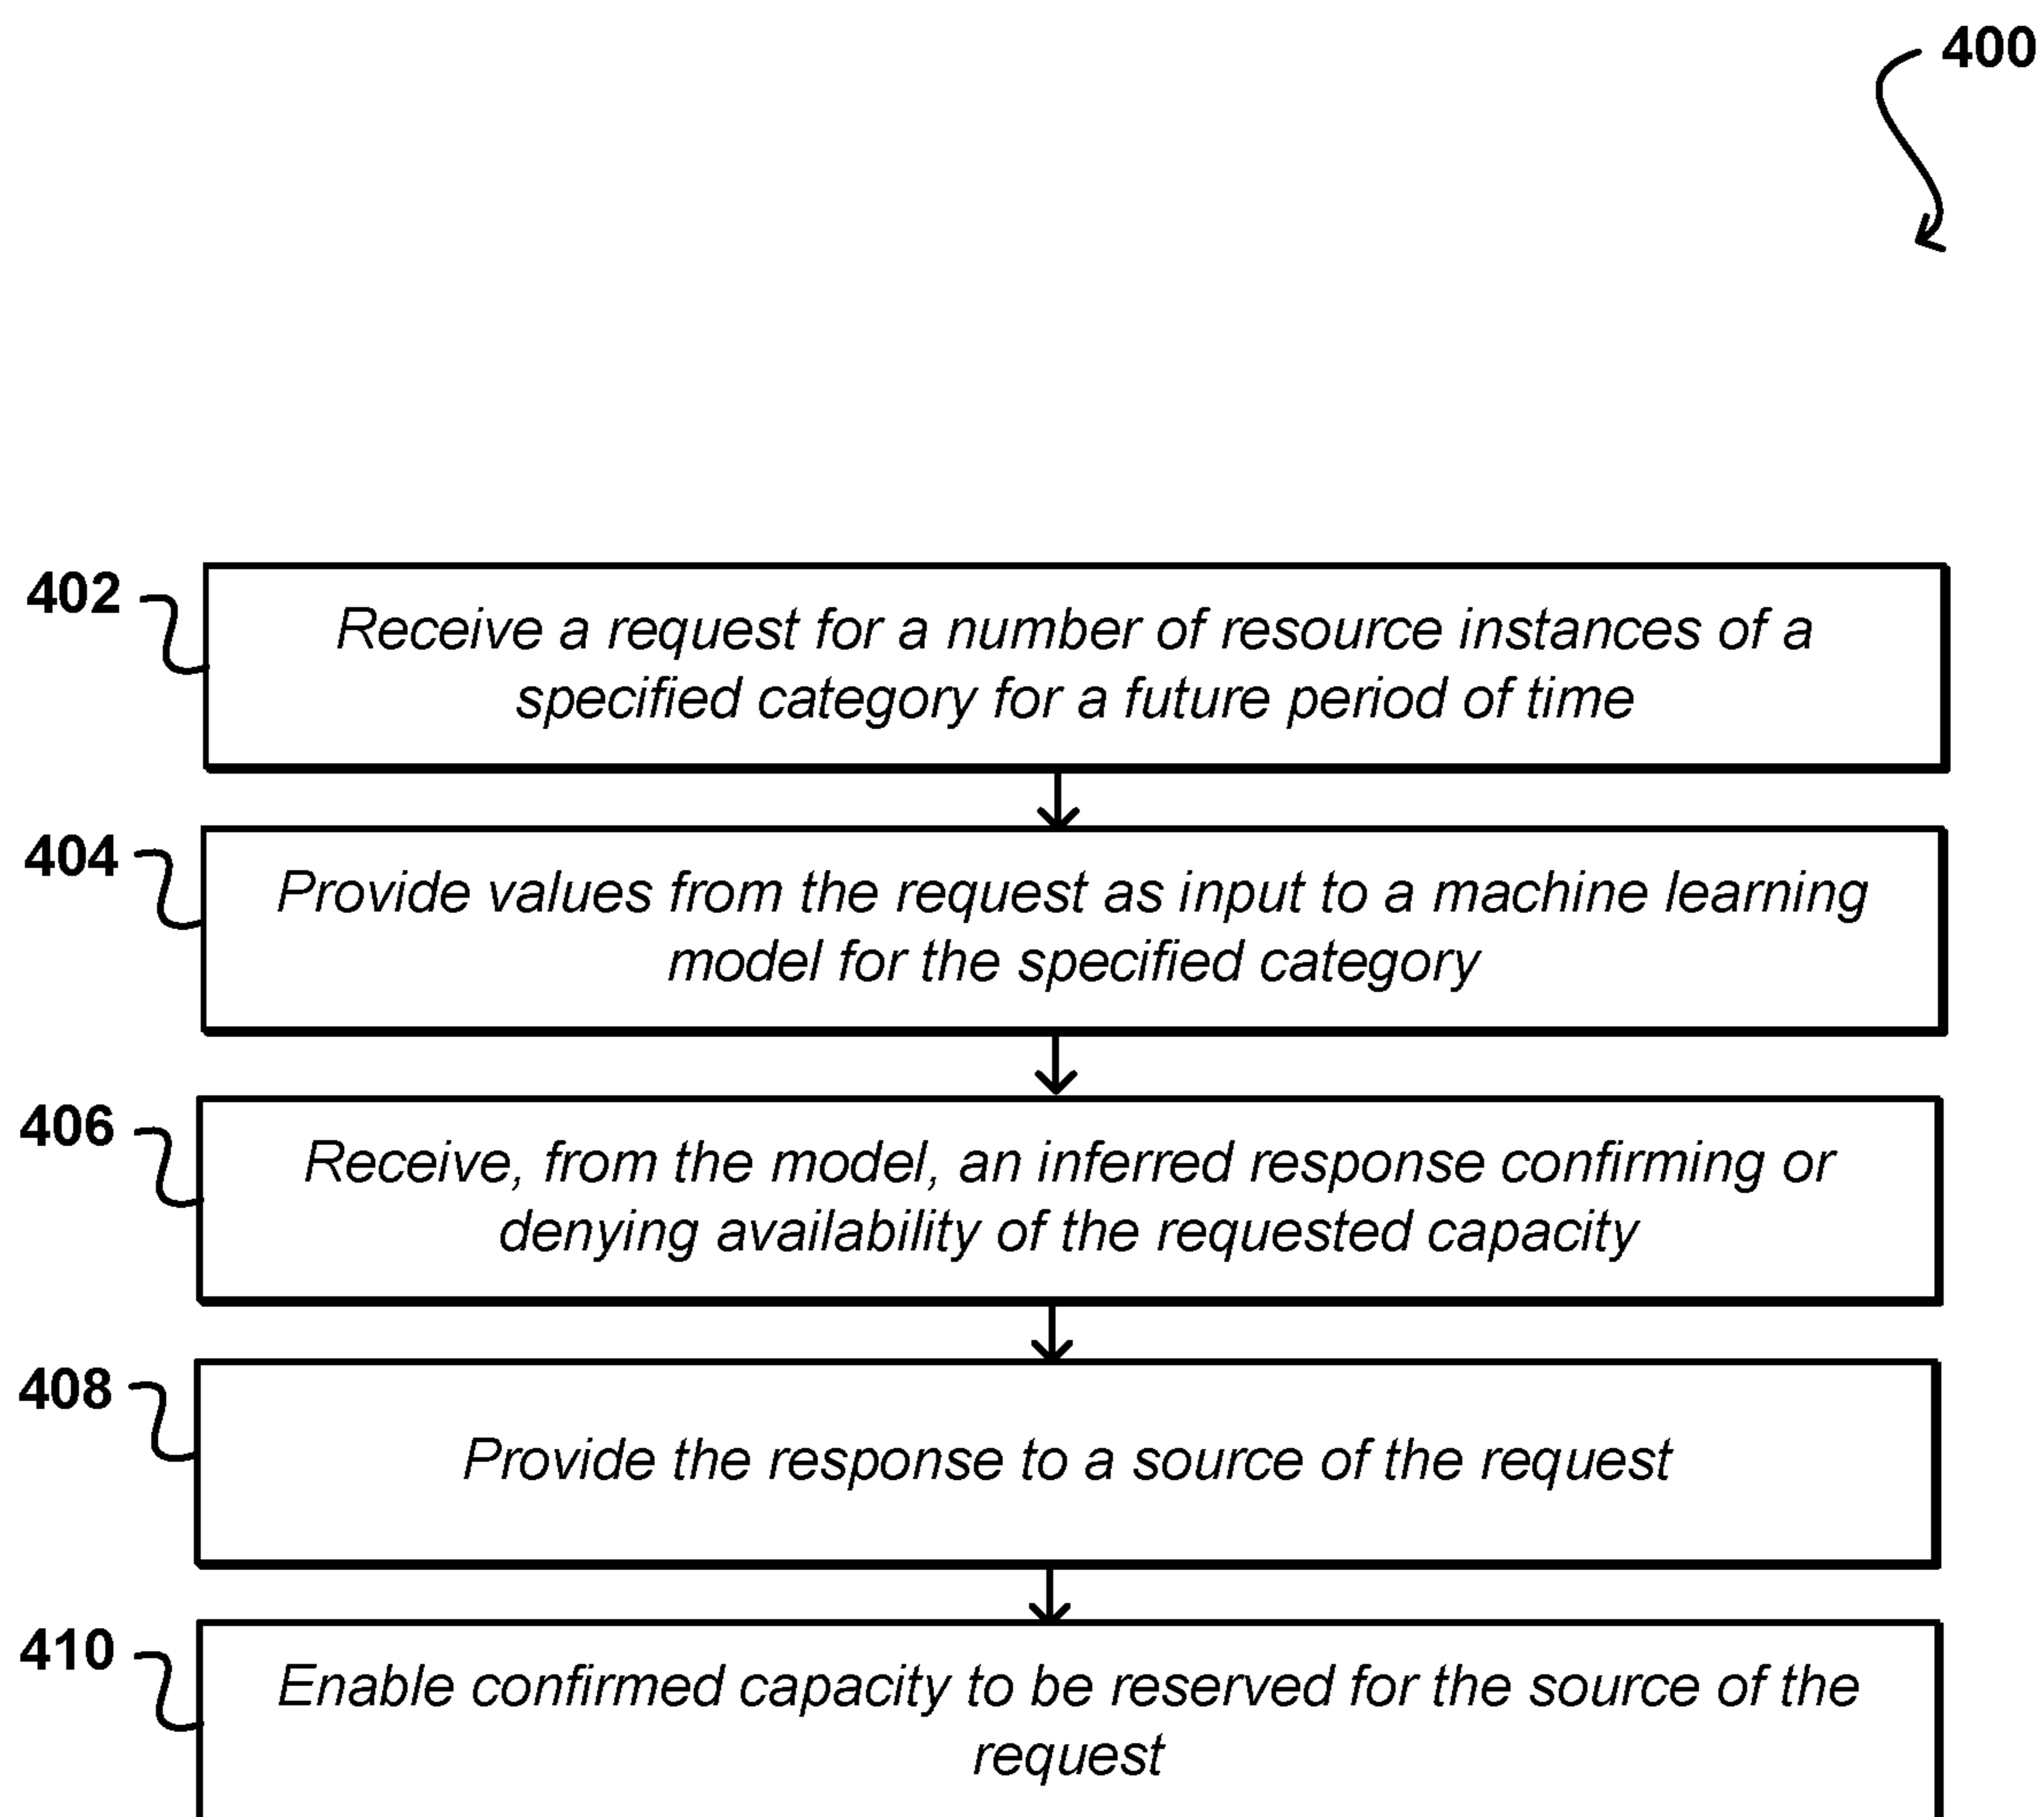 400
402
Receive a request for a number of resource instances of a
specified category for a future period of time
404
Provide values from the request as input to a machine learning
model for the specified category
406
Receive, from the model, an inferred response confirming or
denying availability of the requested capacity
408
Provide the response to a source of the request
410
Enable confirmed capacity to be reserved for the source of the
request